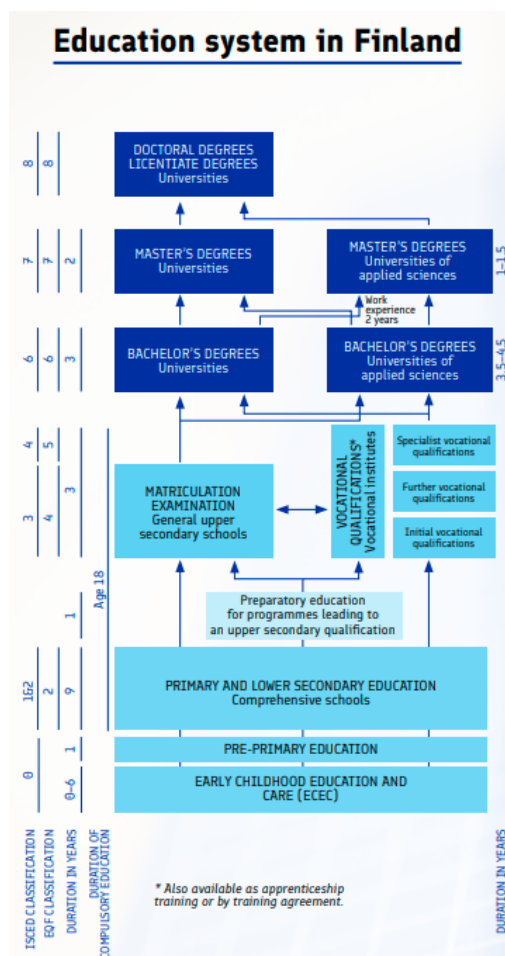 Education system in Finland
DOCTORAL DEGREES
LICENTIATE DEGREES
Universities
8
8
MASTER'S DEGREES
Universities
MASTER'S DEGREES
Universities of
applied sciences
7
7
2
1–1.5
Work
experience
2 years
BACHELOR'S DEGREES
Universities
BACHELOR'S DEGREES
Universities of
applied sciences
6
6
3
3.5–4.5
4
5
3
4
3
MATRICULATION
EXAMINATION
General upper
secondary schools
VOCATIONAL
QUALIFICATIONS*
Vocational institutes
Specialist vocational
qualifications
Further vocational
qualifications
Initial vocational
qualifications
Age 18
1
Preparatory education
for programmes leading to
an upper secondary qualification
1&2
2
9
PRIMARY AND LOWER SECONDARY EDUCATION
Comprehensive schools
0
1
PRE-PRIMARY EDUCATION
0–6
EARLY CHILDHOOD EDUCATION AND
CARE (ECEC)
ISCED CLASSIFICATION
EQF CLASSIFICATION
DURATION IN YEARS
DURATION OF
COMPULSORY EDUCATION
* Also available as apprenticeship
training or by training agreement.
DURATION IN YEARS